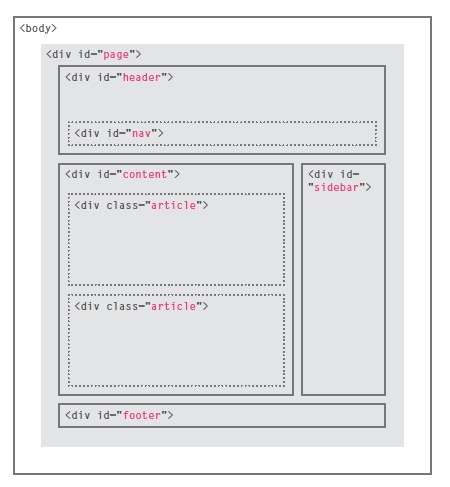 <body>
<div id="page">
<div id="header">
<div id="nav">
<div id="content">
<div id=
"sidebar">
<div class="article">
<div class="article">
<div id="footer">